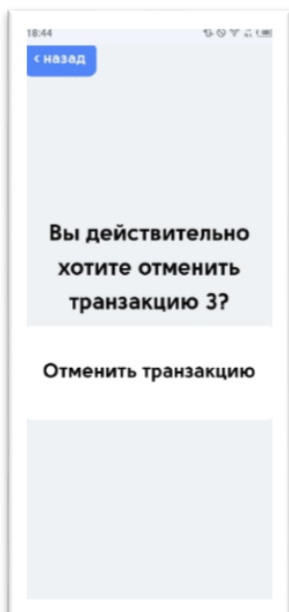 18:44
< назад
Вы действительно
хотите отменить
транзакцию 3?
Отменить транзакцию